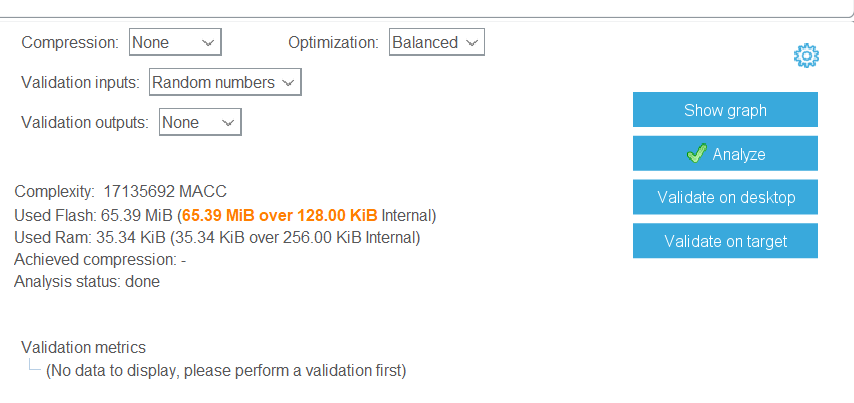 Compression: None Optimization: Balanced
Validation inputs: Random numbers
Show graph
Validation outputs: None
Analyze
Validate on desktop
Complexity: 17135692 MACC
Used Flash: 65.39 MiB (65.39 MiB over 128.00 KiB Internal)
Used Ram: 35.34 KiB (35.34 KiB over 256.00 KiB Internal)
Validate on target
Achieved compression: -
Analysis status: done
Validation metrics
(No data to display, please perform a validation first)